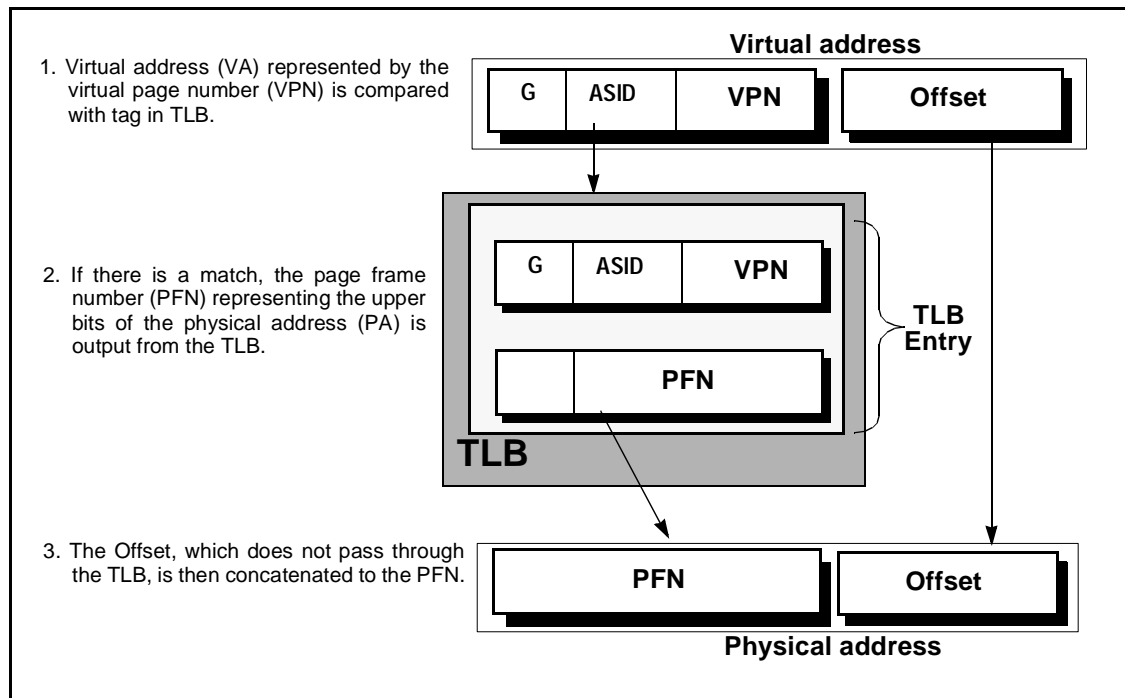 Virtual address
1. Virtual address (VA) represented by the
virtual page number (VPN) is compared
with tag in TLB.
G ASID VPN Offset
2. If there is a match, the page frame
number (PFN) representing the upper
bits of the physical address (PA) is
output from the TLB.
G ASID VPN
PFN
TLB
Entry
TLB
3. The Offset, which does not pass through
the TLB, is then concatenated to the PFN.
PFN Offset
Physical address